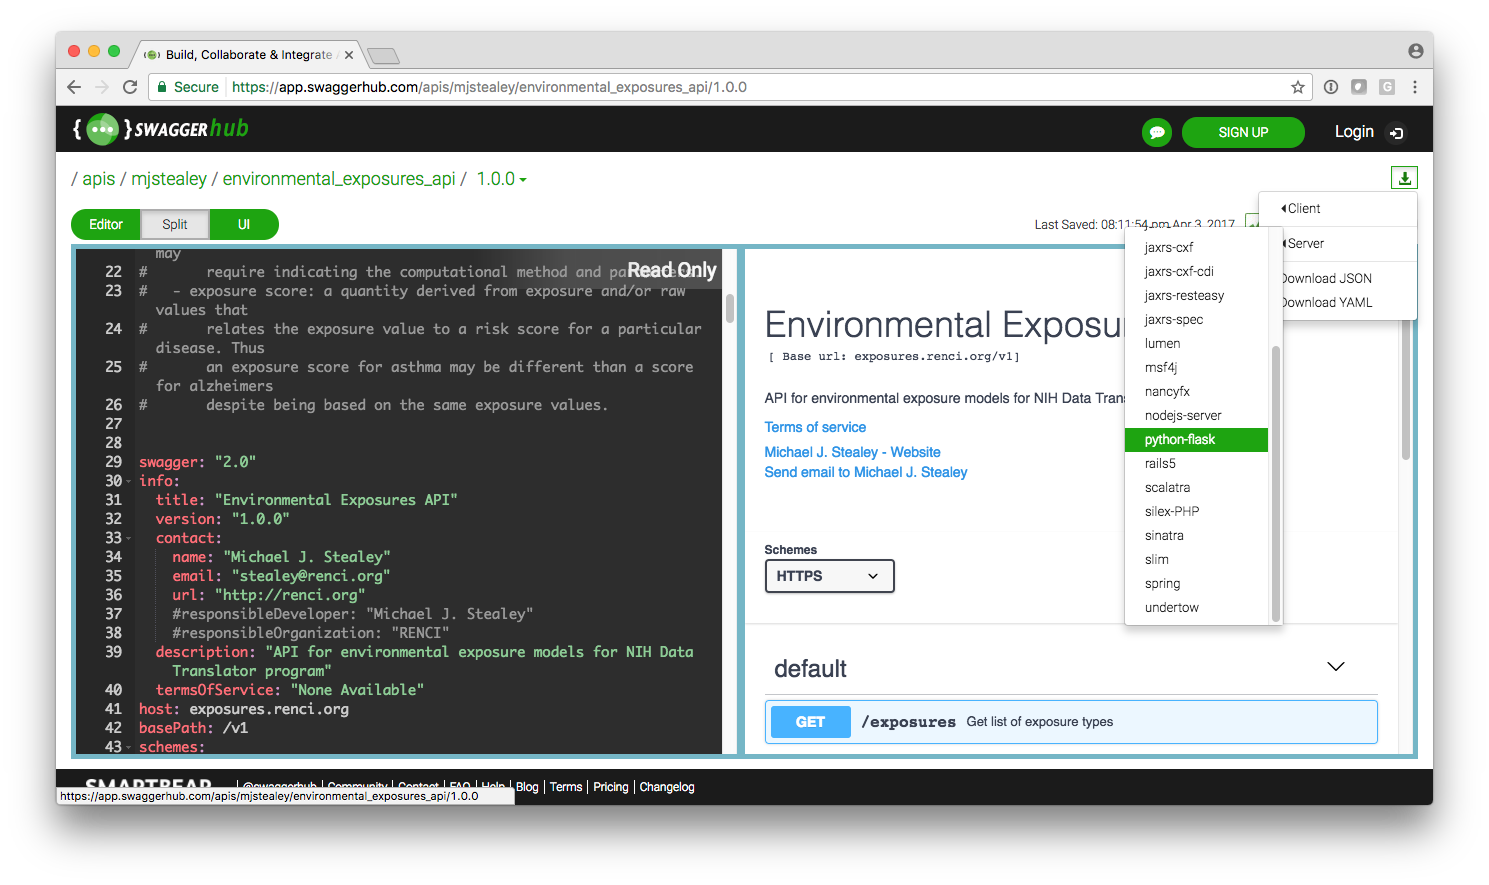 Build, Collaborate & Integrate
Secure https://app.swaggerhub.com/apis/mjstealey/environmental_exposures_api/1.0.0
{ } SWAGGER hub
SIGN UP
Login
/ apis / mjstealey / environmental_exposures_api / 1.0.0
Client
Server
Download JSON
Download YAML
Editor
Split
UI
Last Saved: 08:11:54 pm Apr 3, 2017
Read Only
may
22 # require indicating the computational method and parameters.
23 # - exposure score: a quantity derived from exposure and/or raw
values that
24 # relates the exposure value to a risk score for a particular
disease. Thus
25 # an exposure score for asthma may be different than a score
for alzheimers
26 # despite being based on the same exposure values.
27
28
29 swagger: "2.0"
30 info:
31 title: "Environmental Exposures API"
32 version: "1.0.0"
33 contact:
34 name: "Michael J. Stealey"
35 email: "stealey@renci.org"
36 url: "http://renci.org"
37 #responsibleDeveloper: "Michael J. Stealey"
38 #responsibleOrganization: "RENCI"
39 description: "API for environmental exposure models for NIH Data
Translator program"
40 termsOfService: "None Available"
41 host: exposures.renci.org
42 basePath: /v1
43 schemes:
Environmental Exposu
[ Base url: exposures.renci.org/v1]
API for environmental exposure models for NIH Data Tran
Terms of service
Michael J. Stealey - Website
Send email to Michael J. Stealey
Schemes
HTTPS
default
GET /exposures Get list of exposure types
jaxrs-cxf
jaxrs-cxf-cdi
jaxrs-resteasy
jaxrs-spec
lumen
msf4j
nancyfx
nodejs-server
python-flask
rails5
scalatra
silex-PHP
sinatra
slim
spring
undertow
SMARTBEAR
@swaggerhub | Community | Contact | FAQ | Help | Blog | Terms | Pricing | Changelog
https://app.swaggerhub.com/apis/mjstealey/environmental_exposures_api/1.0.0